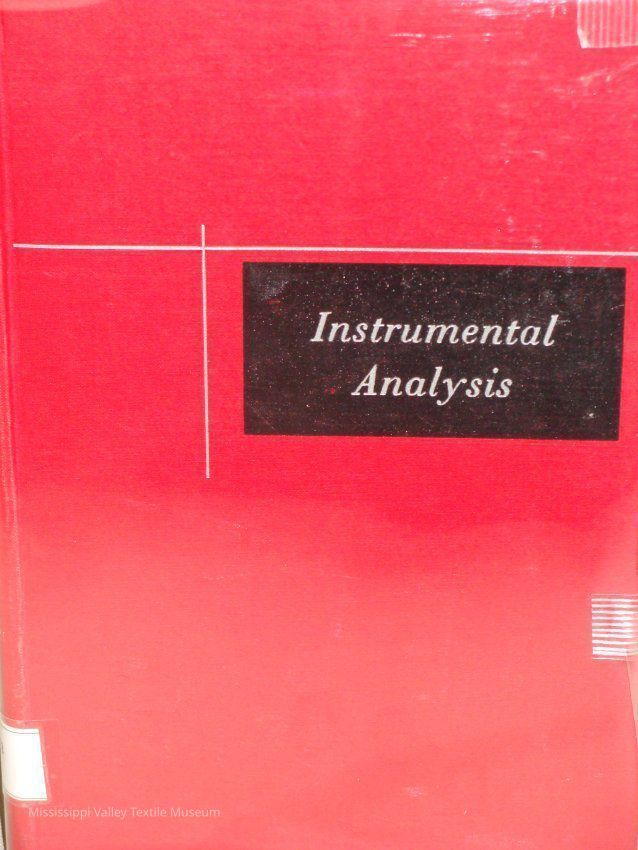 Instrumental
Analysis
Mississippi Valley Textile Museum